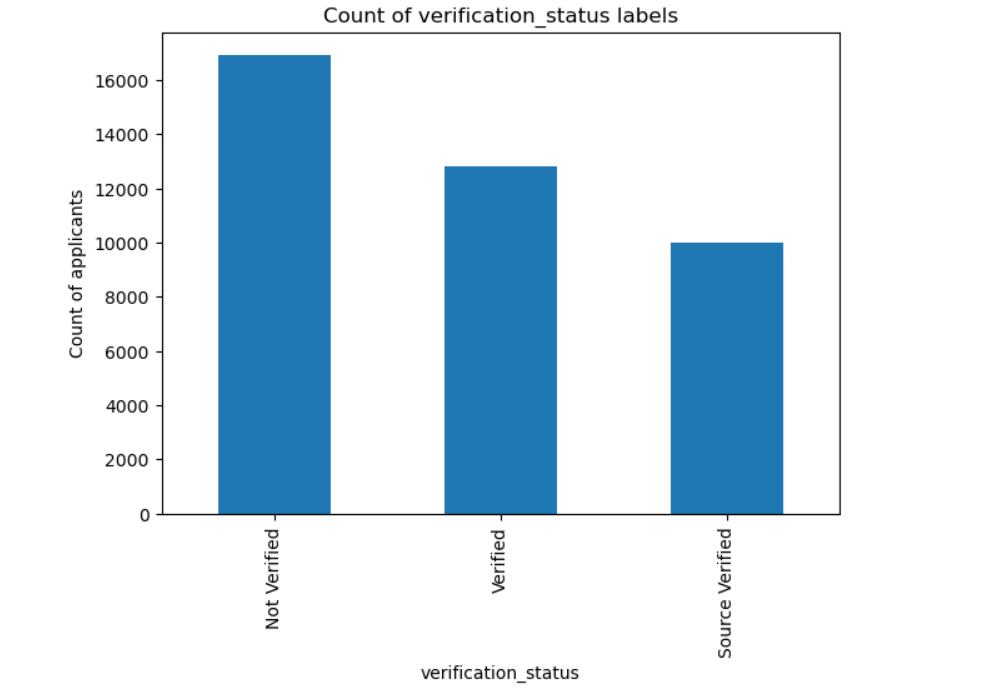 Count of verification_status labels
Count of applicants
16000
14000
12000
10000
8000
6000
4000
2000
0
Not Verified
Verified
Source Verified
verification_status